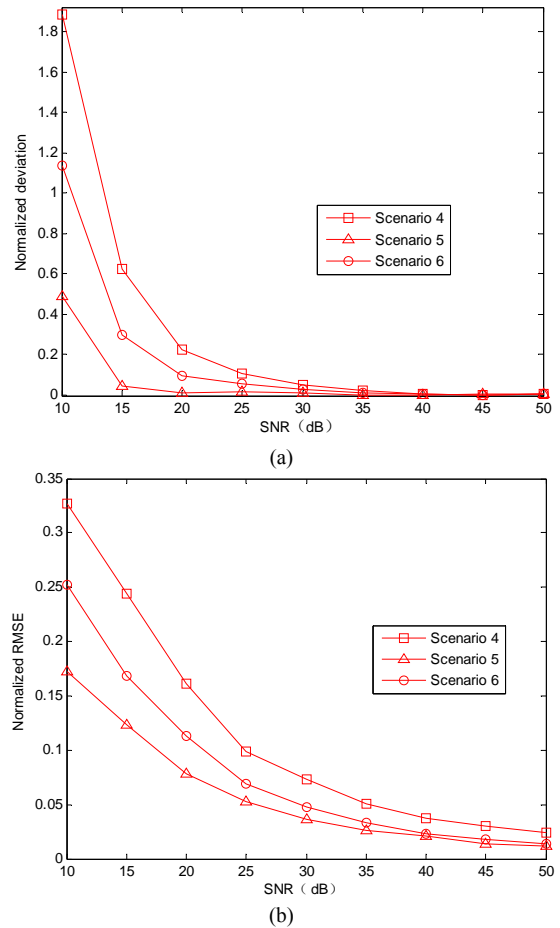 1.8
1.6
1.4
1.2
1
0.8
0.6
0.4
0.2
0
Normalized deviation
Scenario 4
Scenario 5
Scenario 6
10 15 20 25 30 35 40 45 50
SNR（dB）
(a)
0.35
0.3
0.25
0.2
0.15
0.1
0.05
0
Normalized RMSE
Scenario 4
Scenario 5
Scenario 6
10 15 20 25 30 35 40 45 50
SNR（dB）
(b)